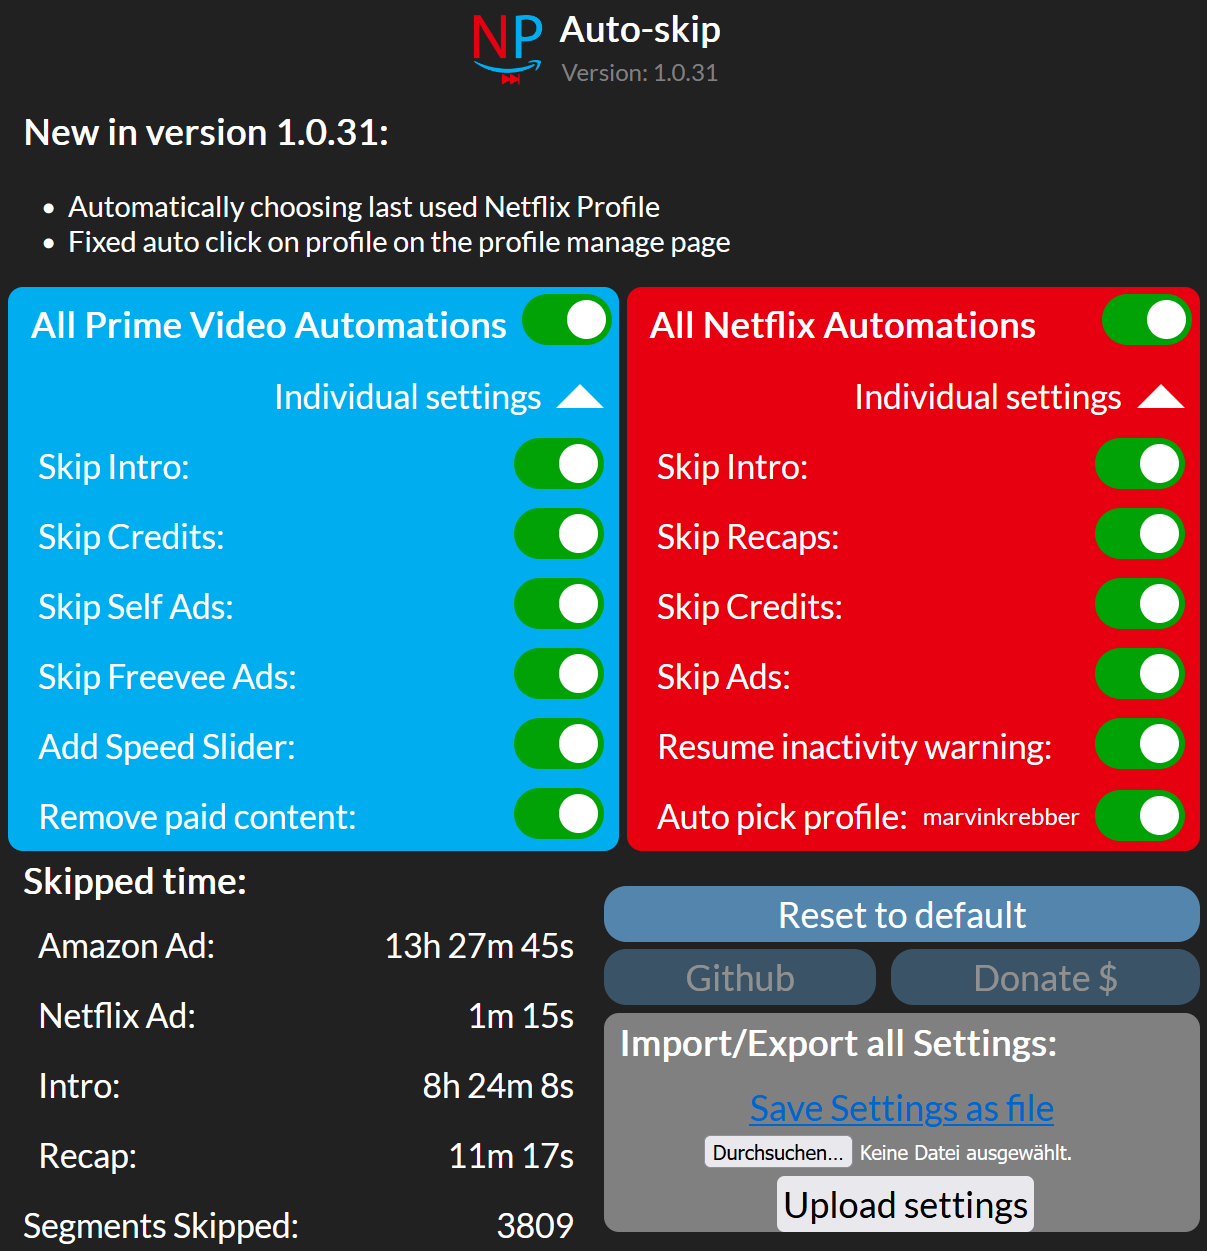 NP
Auto-skip
Version: 1.0.31
New in version 1.0.31:
• Automatically choosing last used Netflix Profile
• Fixed auto click on profile on the profile manage page
All Prime Video Automations
Individual settings
Skip Intro:
Skip Credits:
Skip Self Ads:
Skip Freevee Ads:
Add Speed Slider:
Remove paid content:
All Netflix Automations
Individual settings
Skip Intro:
Skip Recaps:
Skip Credits:
Skip Ads:
Resume inactivity warning:
Auto pick profile: marvinkrebber
Skipped time:
Amazon Ad: 13h 27m 45s
Netflix Ad: 1m 15s
Intro: 8h 24m 8s
Recap: 11m 17s
Segments Skipped: 3809
Reset to default
Github Donate $
Import/Export all Settings:
Save Settings as file
Durchsuchen... Keine Datei ausgewählt.
Upload settings